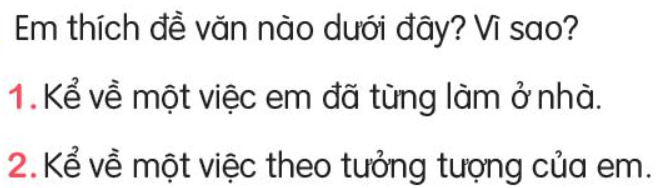 Em thích đề văn nào dưới đây? Vì sao?
1. Kể về một việc em đã từng làm ở nhà.
2. Kể về một việc theo tưởng tượng của em.